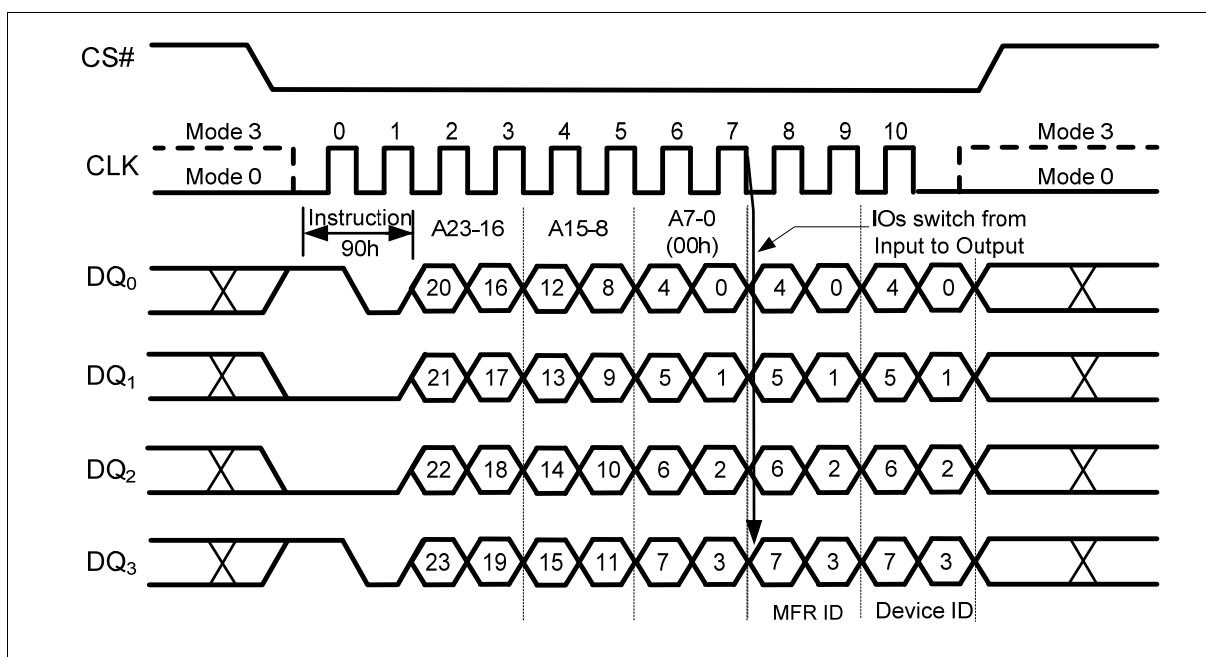 CS#
Mode 3 0 1 2 3 4 5 6 7 8 9 10 Mode 3
CLK
Mode 0 Mode 0
Instruction A23-16 A15-8 A7-0 IOs switch from
90h (00h) Input to Output
DQ0 20 16 12 8 4 0 4 0 4 0
DQ1 21 17 13 9 5 1 5 1 5 1
DQ2 22 18 14 10 6 2 6 2 6 2
DQ3 23 19 15 11 7 3 7 3 7 3
MFR ID Device ID